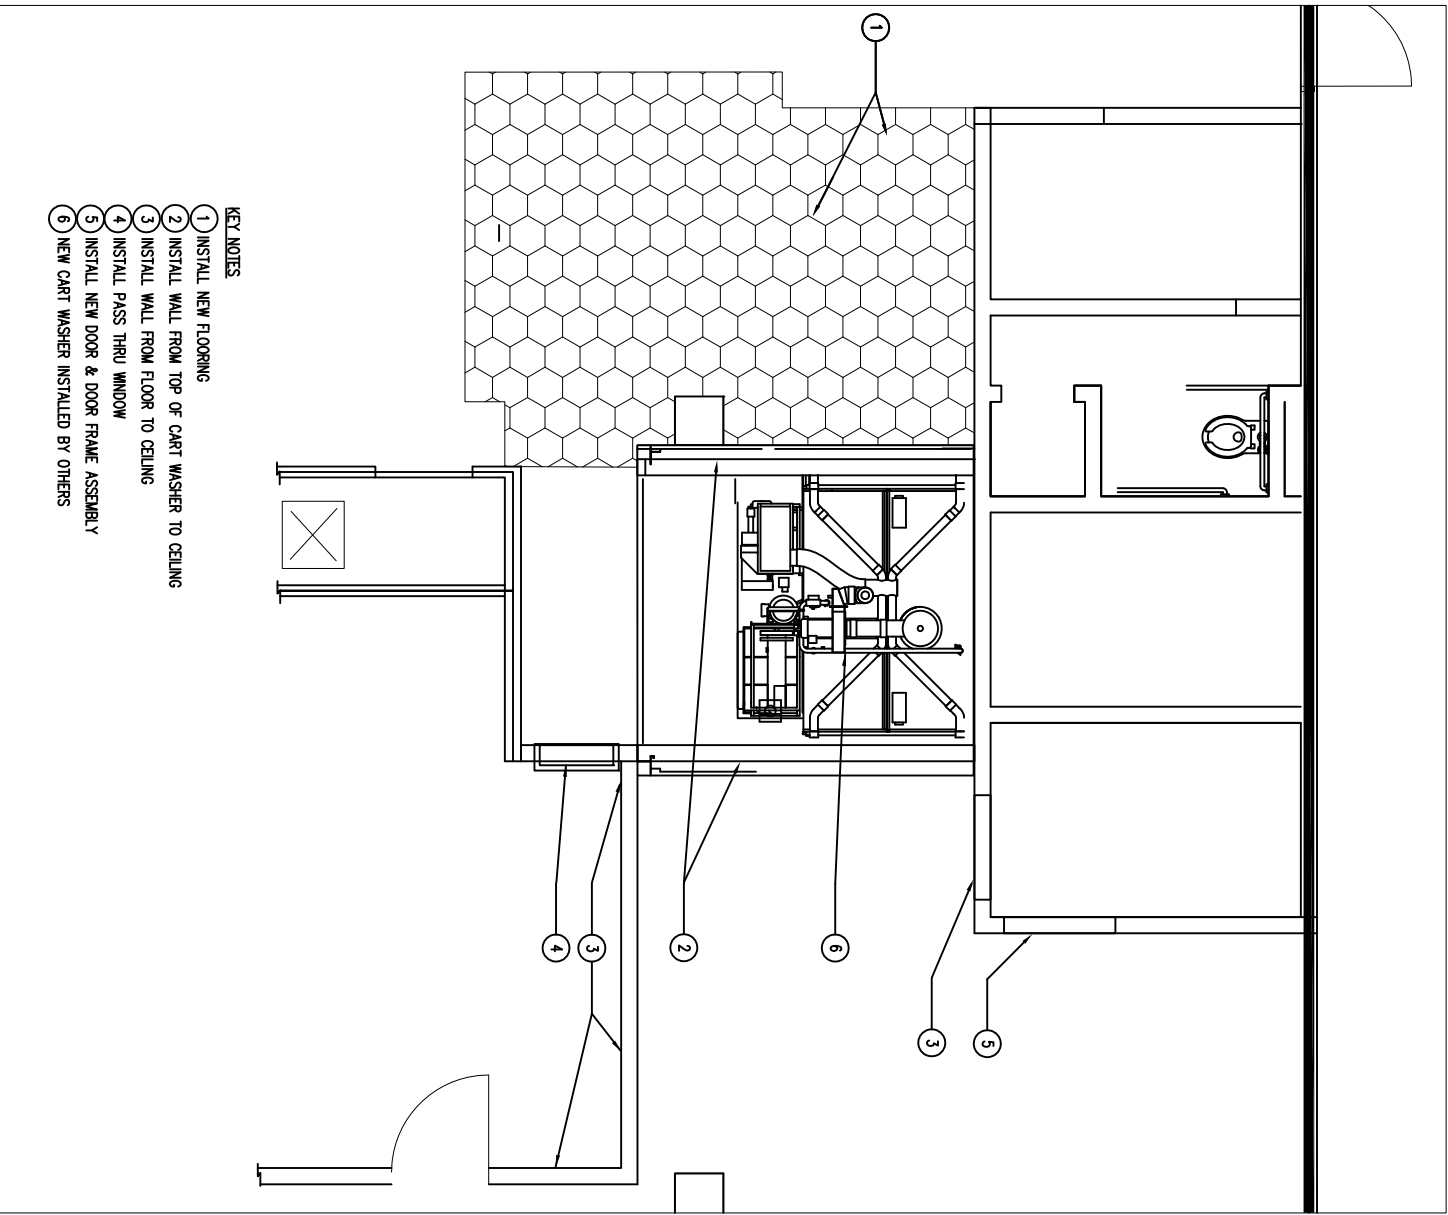 KEY NOTES
1 INSTALL NEW FLOORING
2 INSTALL WALL FROM TOP OF CART WASHER TO CEILING
3 INSTALL WALL FROM FLOOR TO CEILING
4 INSTALL PASS THRU WINDOW
5 INSTALL NEW DOOR & DOOR FRAME ASSEMBLY
6 NEW CART WASHER INSTALLED BY OTHERS
1
5
3
6
2
3
4